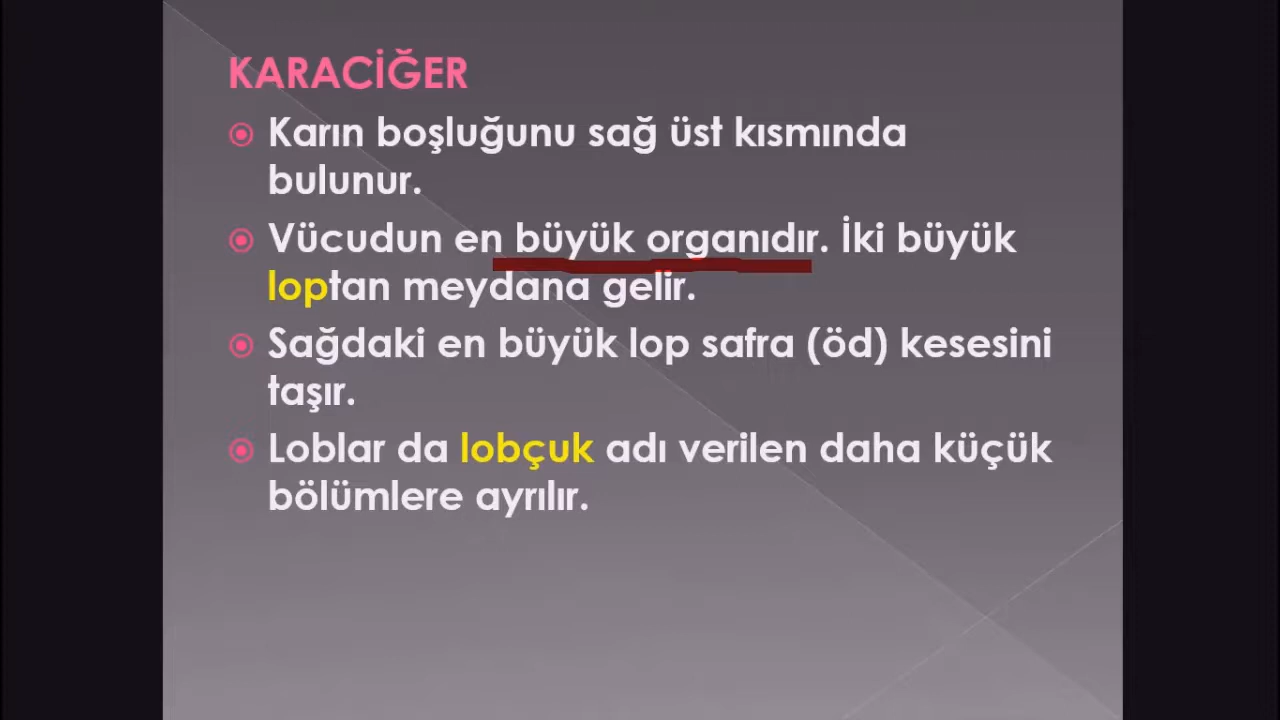 KARACİĞER
Karın boşluğunu sağ üst kısmında
bulunur.
Vücudun en büyük organıdır. İki büyük
loptan meydana gelir.
Sağdaki en büyük lop safra (öd) kesesini
taşır.
Loblar da lobçuk adı verilen daha küçük
bölümlere ayrılır.